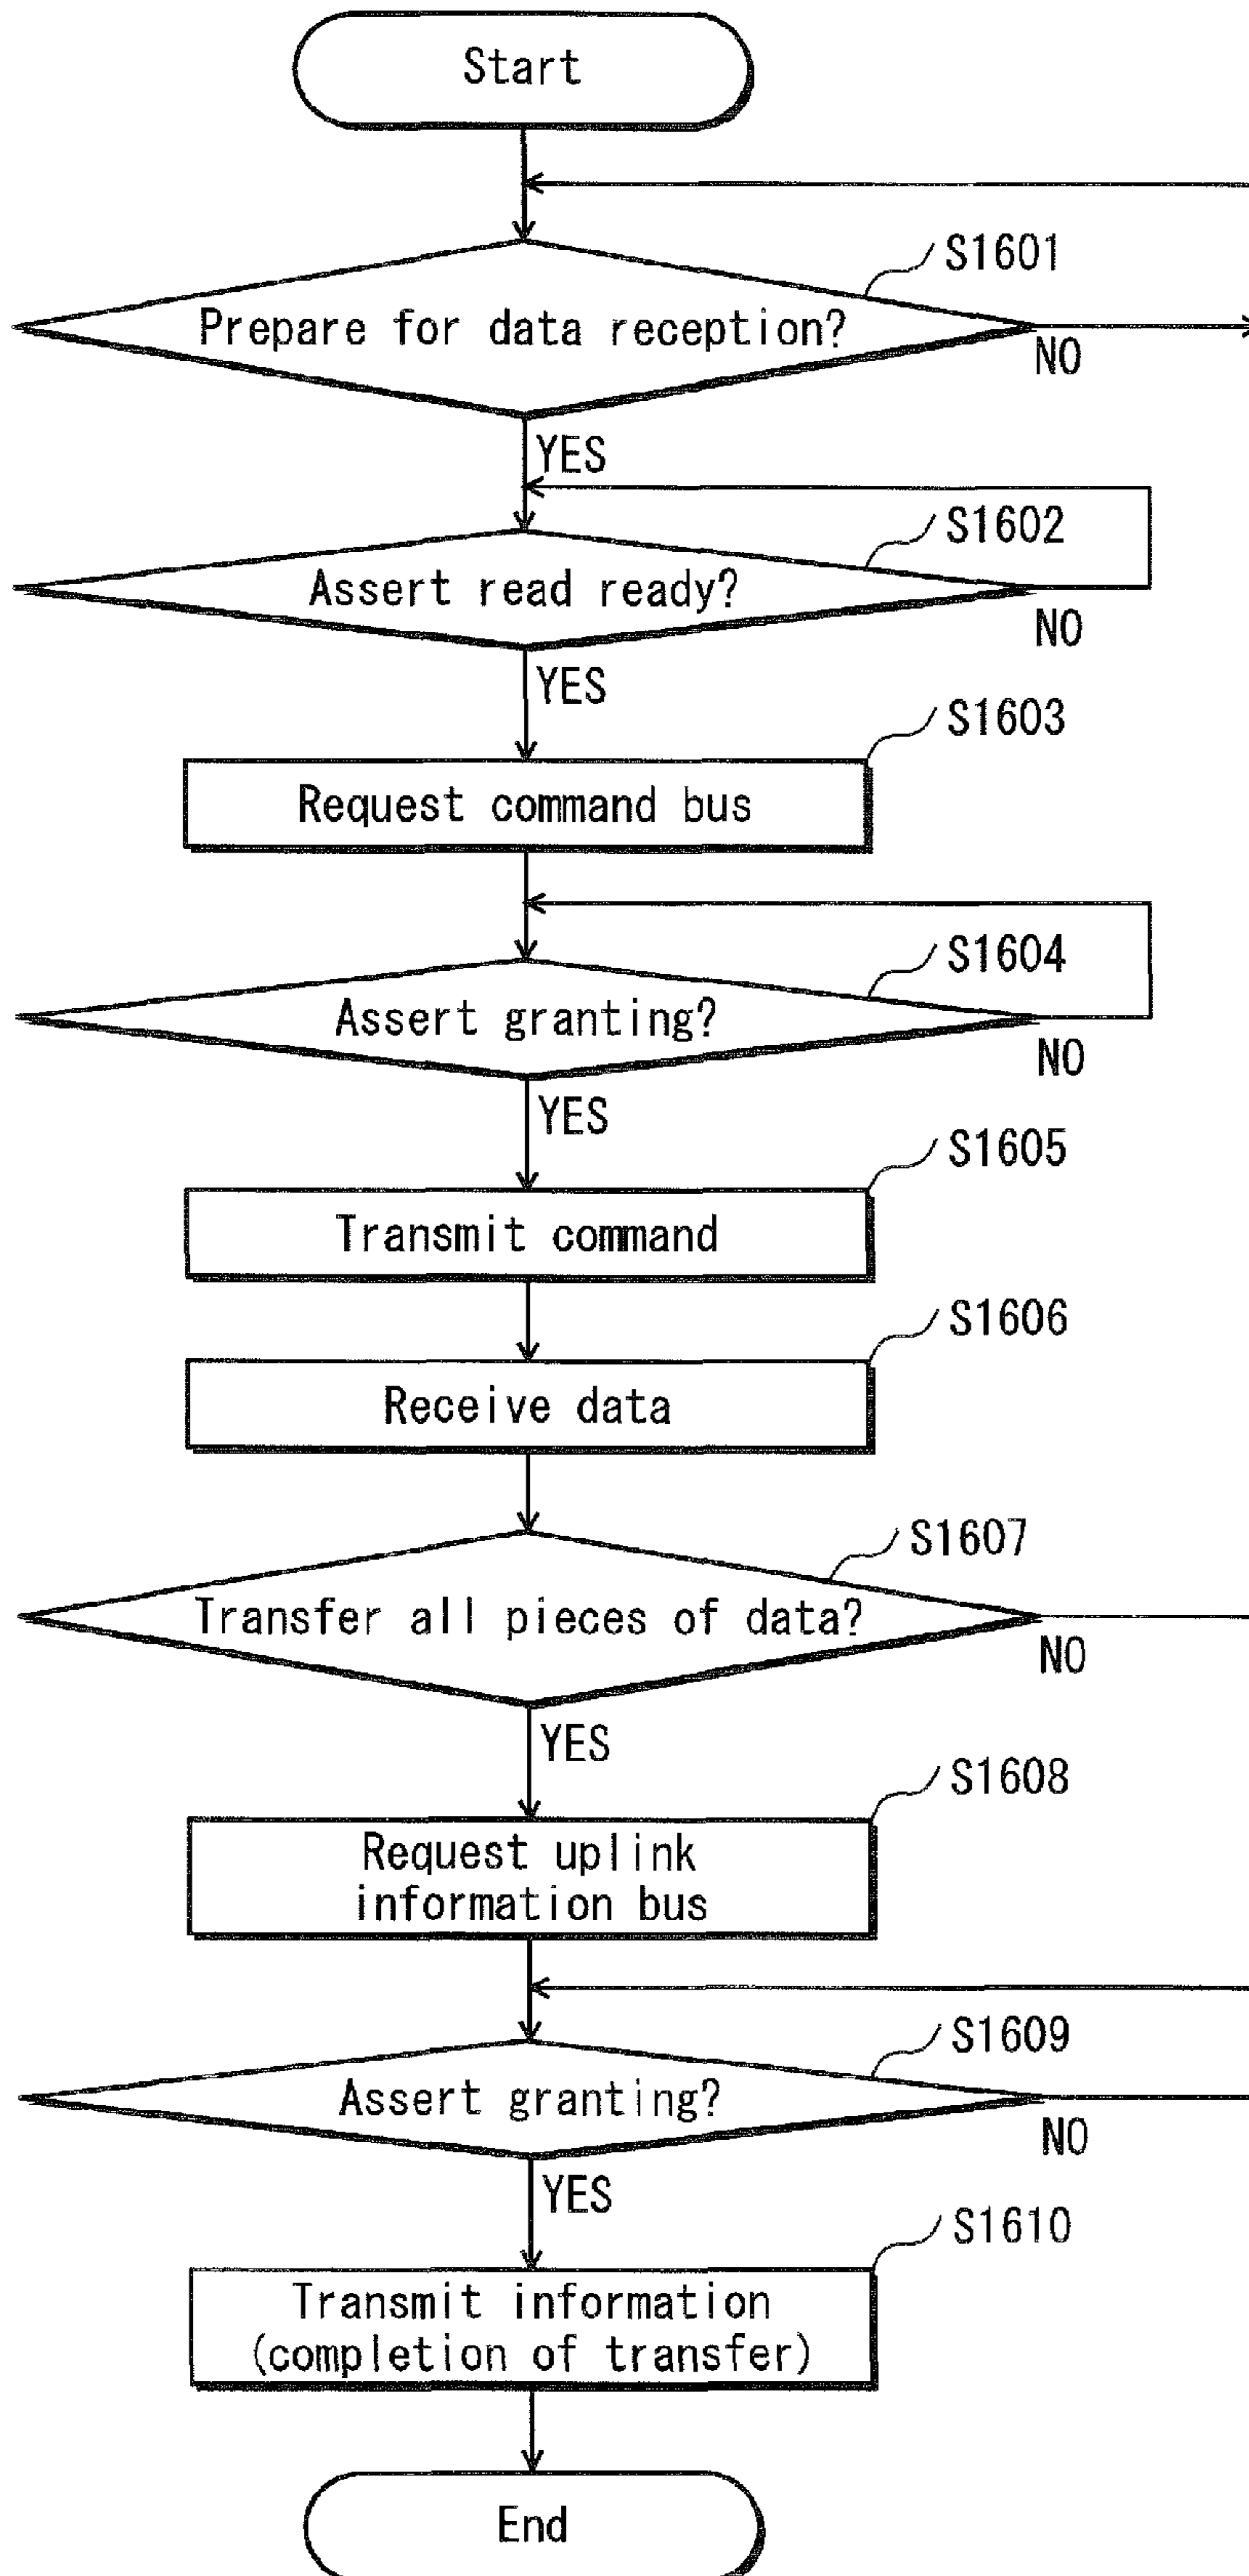 Start
S1601
Prepare for data reception?
NO
YES
S1602
Assert read ready?
NO
YES
S1603
Request command bus
S1604
Assert granting?
NO
YES
S1605
Transmit command
S1606
Receive data
S1607
Transfer all pieces of data?
NO
YES
S1608
Request uplink
information bus
S1609
Assert granting?
NO
YES
S1610
Transmit information
(completion of transfer)
End